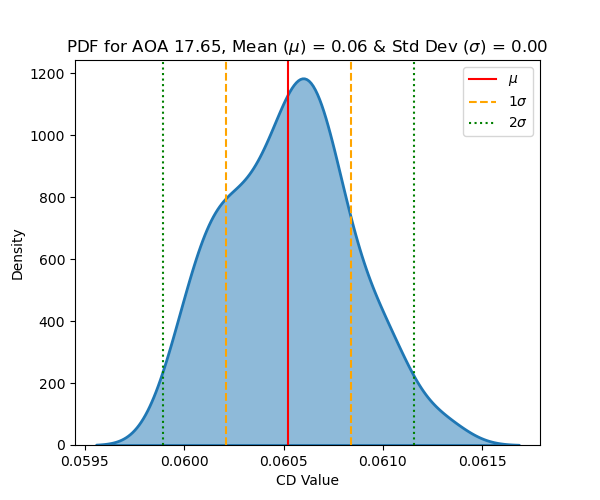 PDF for AOA 17.65, Mean (μ) = 0.06 & Std Dev (σ) = 0.00
μ
1σ
2σ
1200
1000
800
600
400
200
0
Density
0.0595 0.0600 0.0605 0.0610 0.0615
CD Value